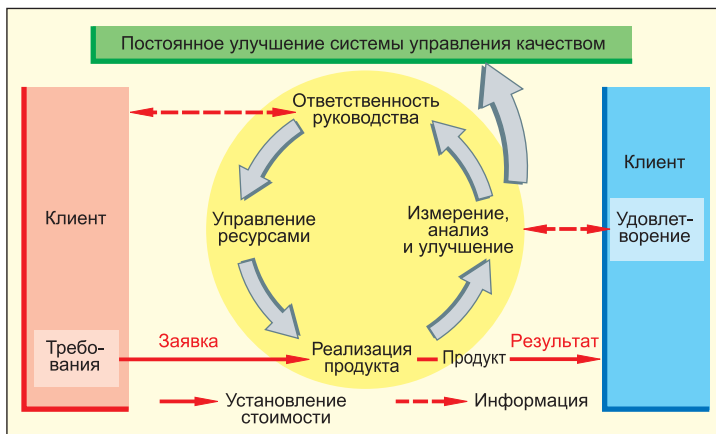 Постоянное улучшение системы управления качеством
Ответственность
руководства
Клиент
Клиент
Управление
ресурсами
Измерение,
анализ
и улучшение
Удовлет-
ворение
Требо-
вания
Заявка
Реализация
продукта
Продукт
Результат
Установление
стоимости
Информация